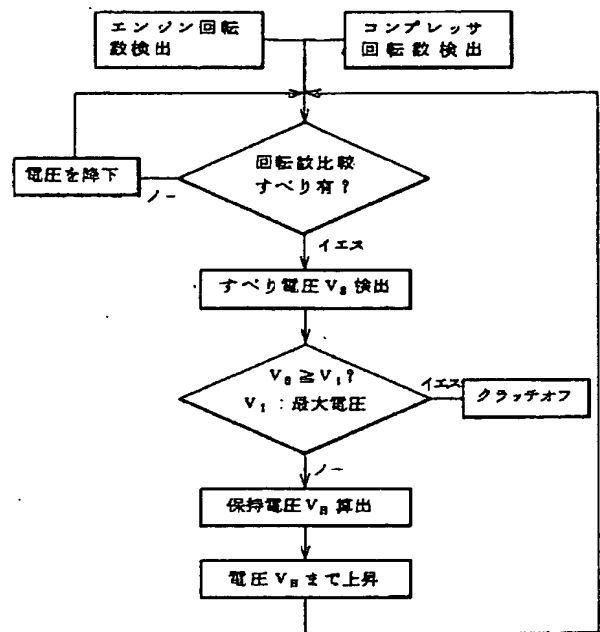 エンジン回転
数検出
コンプレッサ
回転数検出
回転数比較
すべり有?
電圧を降下
ノー
イエス
すべり電圧VS検出
VS≧V1?
V1:最大電圧
イエス
クラッチオフ
ノー
保持電圧VH算出
電圧VHまで上昇